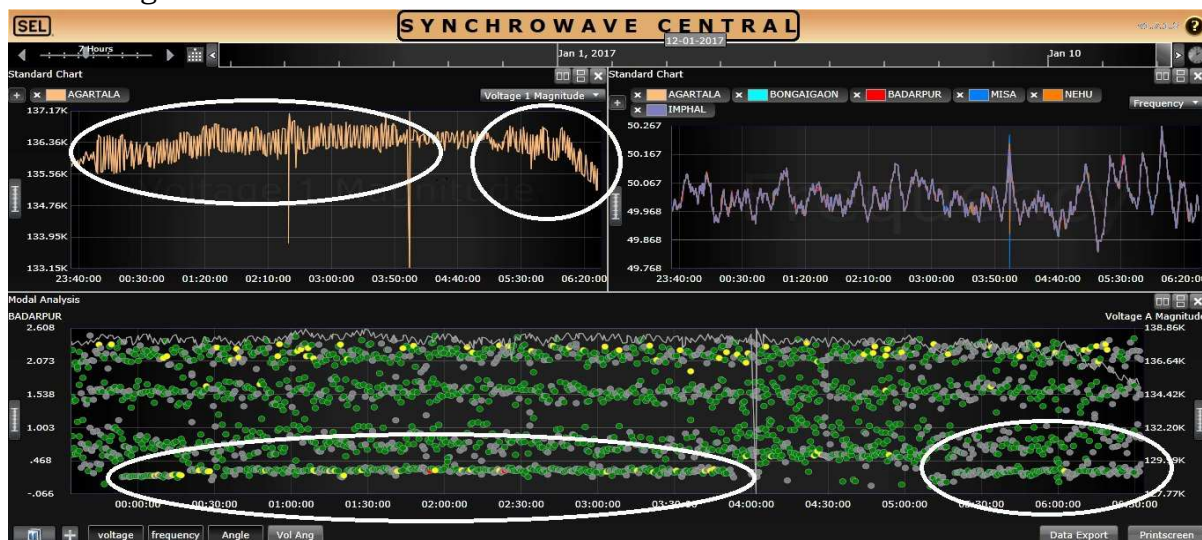 SEL
SYNCHROWAVE CENTRAL
12-01-2017
7 Hours
Jan 1, 2017
Jan 10
Standard Chart
AGARTALA
Voltage 1 Magnitude
137.17K
136.36K
135.56K
134.76K
133.95K
133.15K
23:40:00 00:30:00 01:20:00 02:10:00 03:00:00 03:50:00 04:40:00 05:30:00 06:20:00
Standard Chart
AGARTALA BONGAIGAON BADARPUR MISA NEHU
IMPHAL
Frequency
50.267
50.167
50.067
49.968
49.868
49.768
23:40:00 00:30:00 01:20:00 02:10:00 03:00:00 03:50:00 04:40:00 05:30:00 06:20:00
Modal Analysis
BADARPUR
Voltage A Magnitude
2.608
2.073
1.538
1.003
.468
-.066
138.86K
136.64K
134.42K
132.20K
129.99K
127.77K
00:00:00 00:30:00 01:00:00 01:30:00 02:00:00 02:30:00 03:00:00 03:30:00 04:00:00 04:30:00 05:00:00 05:30:00 06:00:00 06:30:00
voltage frequency Angle Vol Ang
Data Export Printscreen